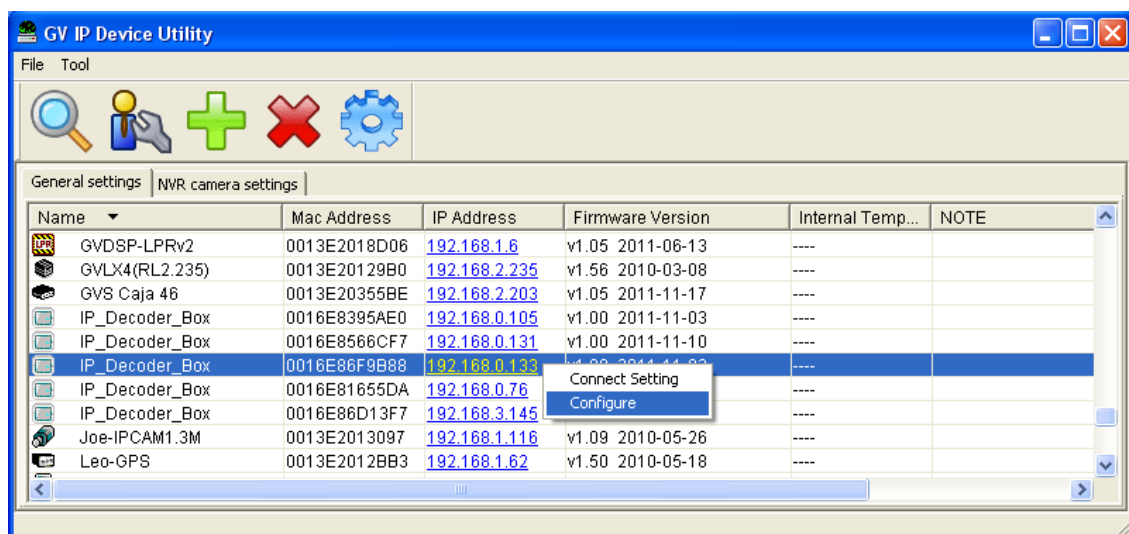 GV IP Device Utility
File Tool
General settings NVR camera settings
Name Mac Address IP Address Firmware Version Internal Temp... NOTE
LPR GVDSP-LPRv2 0013E2018D06 192.168.1.6 v1.05 2011-06-13 ----
GVLX4(RL2.235) 0013E20129B0 192.168.2.235 v1.56 2010-03-08 ----
GVS Caja 46 0013E20355BE 192.168.2.203 v1.05 2011-11-17 ----
IP_Decoder_Box 0016E8395AE0 192.168.0.105 v1.00 2011-11-03 ----
IP_Decoder_Box 0016E8566CF7 192.168.0.131 v1.00 2011-11-10 ----
IP_Decoder_Box 0016E86F9B88 192.168.0.133 ----
Connect Setting
IP_Decoder_Box 0016E81655DA 192.168.0.76 ----
Configure
IP_Decoder_Box 0016E86D13F7 192.168.3.145 ----
Joe-IPCAM1.3M 0013E2013097 192.168.1.116 v1.09 2010-05-26 ----
Leo-GPS 0013E2012BB3 192.168.1.62 v1.50 2010-05-18 ----